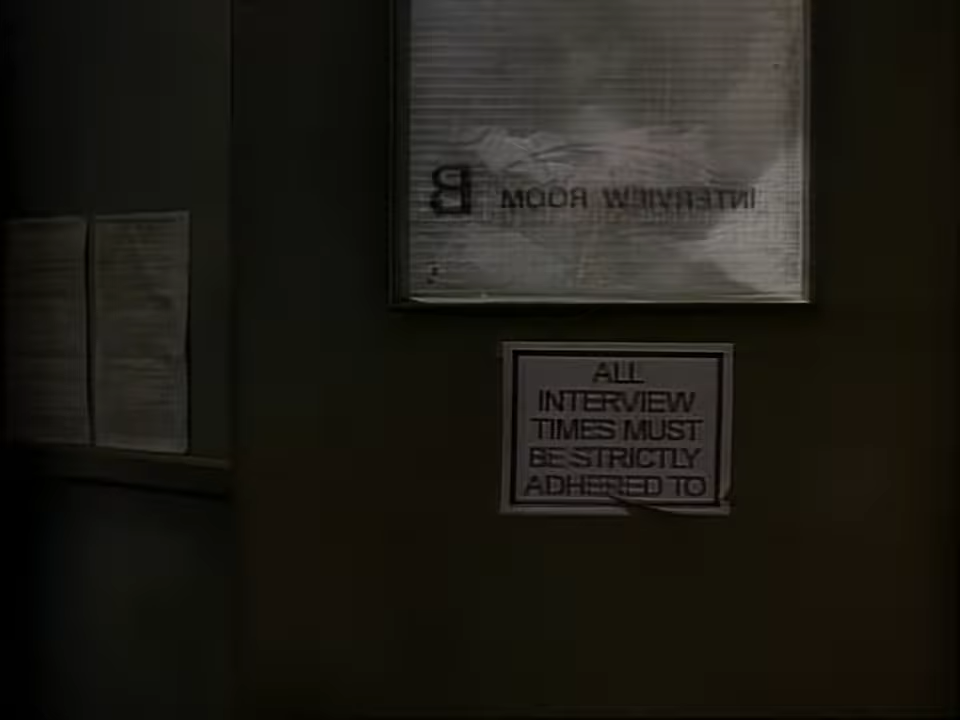 INTERVIEW ROOM B
ALL
INTERVIEW
TIMES MUST
BE STRICTLY
ADHERED TO